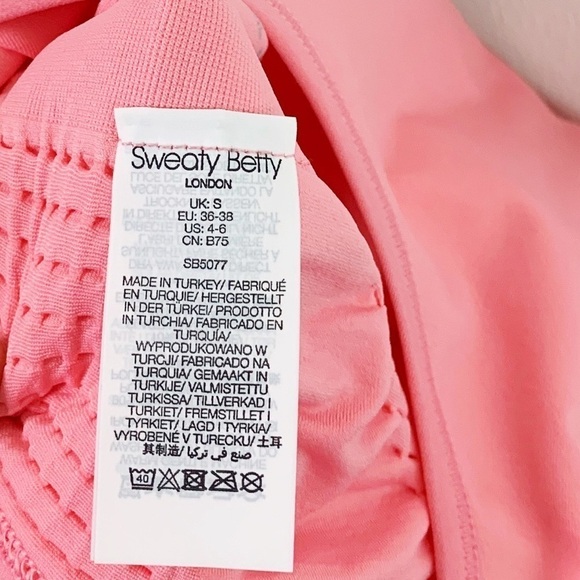 Sweaty Betty
LONDON
UK: S
EU: 36-38
US: 4-6
CN: B75
SB5077
MADE IN TURKEY/ FABRIQUÉ
EN TURQUIE/ HERGESTELLT
IN DER TÜRKEI/ PRODOTTO
IN TURCHIA/ FABRICADO EN
TURQUÍA/
WYPRODUKOWANO W
TURCJI/ FABRICADO NA
TURQUIA/ GEMAAKT IN
TURKIJE/ VALMISTETTU
TURKISSA/ TILLVERKAD I
TURKIET/ FREMSTILLET I
TYRKIET/ LAGD I TYRKIA/
VYROBENÉ V TURECKU/ 土耳
其制造/ صنع في تركيا
40